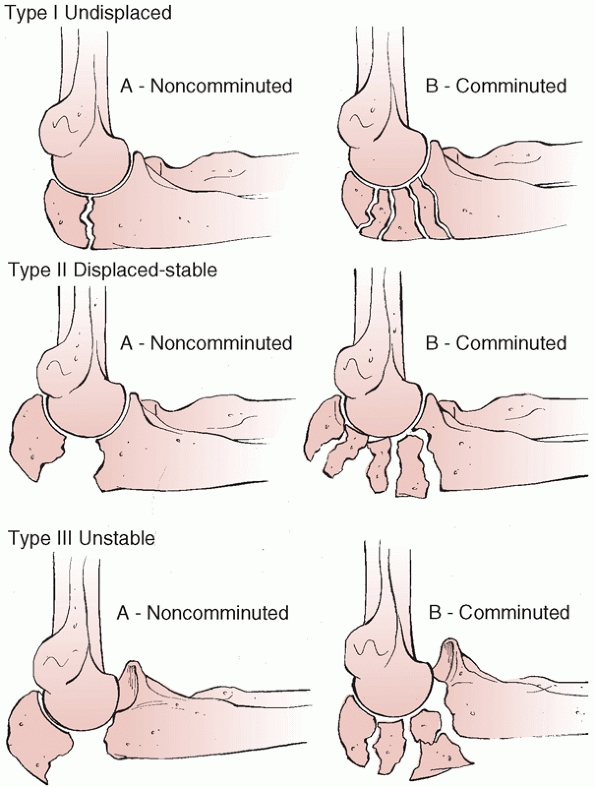 Type I Undisplaced
A - Noncomminuted
B - Comminuted
Type II Displaced-stable
A - Noncomminuted
B - Comminuted
Type III Unstable
A - Noncomminuted
B - Comminuted